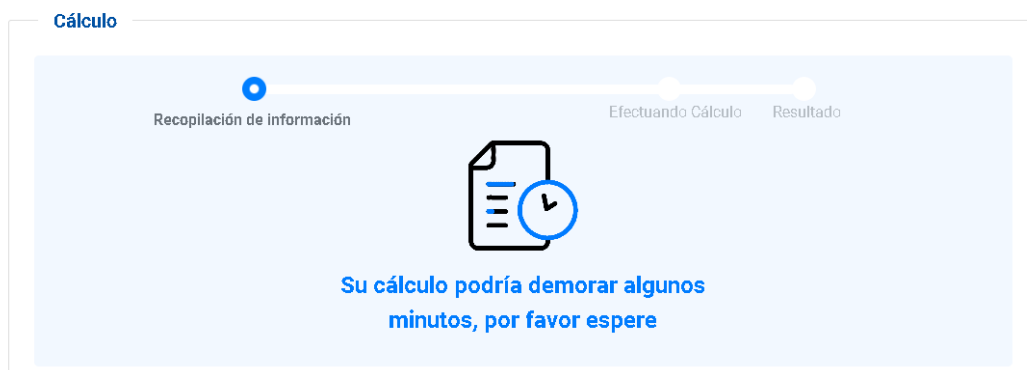 Cálculo
Recopilación de información
Efectuando Cálculo
Resultado
Su cálculo podría demorar algunos
minutos, por favor espere